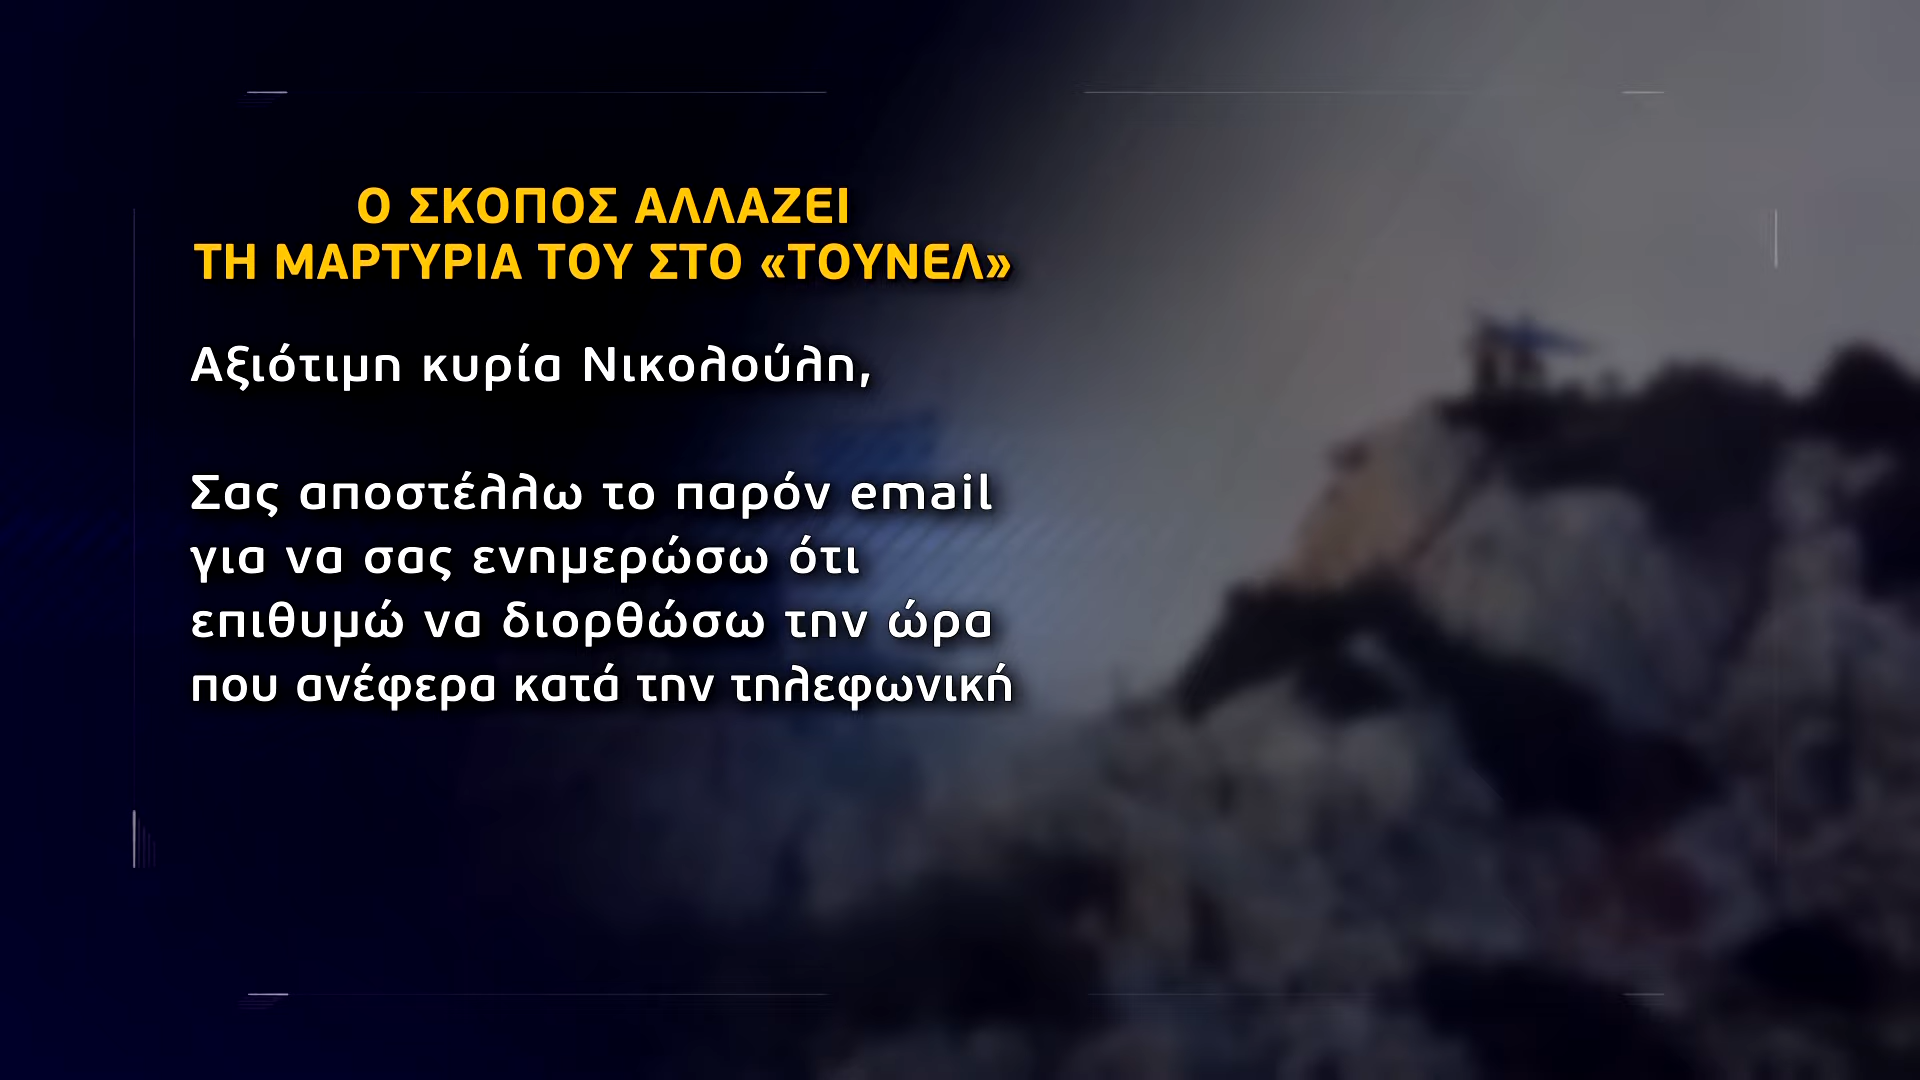 Ο ΣΚΟΠΟΣ ΑΛΛΑΖΕΙ
ΤΗ ΜΑΡΤΥΡΙΑ ΤΟΥ ΣΤΟ «ΤΟΥΝΕΛ»
Αξιότιμη κυρία Νικολούλη,
Σας αποστέλλω το παρόν email
για να σας ενημερώσω ότι
επιθυμώ να διορθώσω την ώρα
που ανέφερα κατά την τηλεφωνική